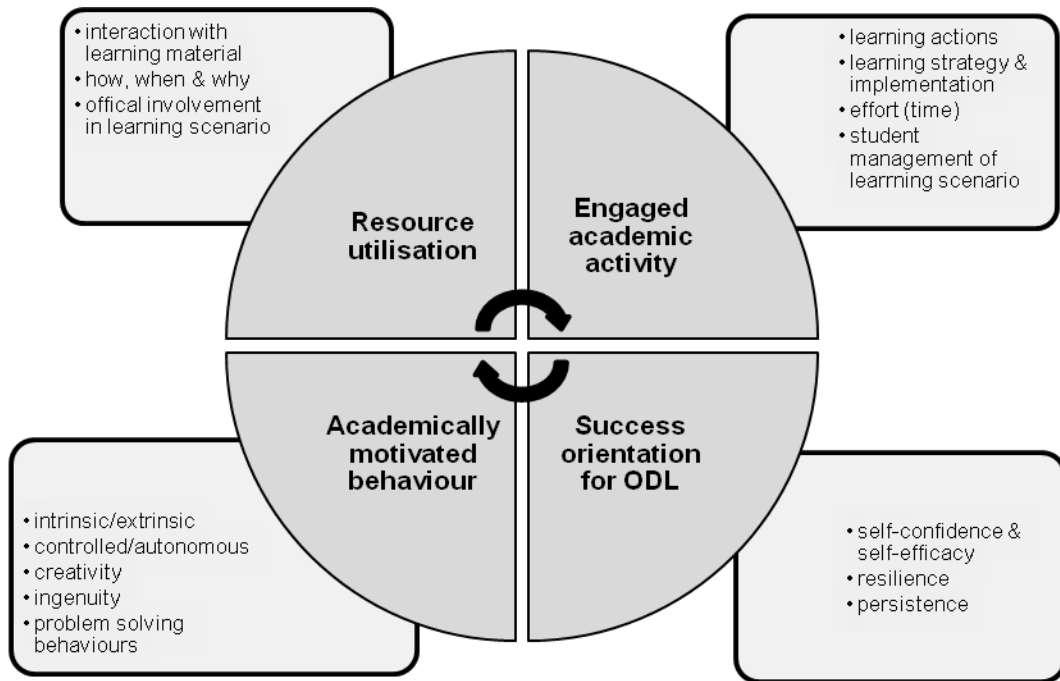 • interaction with
learning material
• how, when & why
• offical involvement
in learning scenario
• learning actions
• learning strategy &
implementation
• effort (time)
• student
management of
learrning scenario
Resource
utilisation
Engaged
academic
activity
Academically
motivated
behaviour
Success
orientation
for ODL
• intrinsic/extrinsic
• controlled/autonomous
• creativity
• ingenuity
• problem solving
behaviours
• self-confidence &
self-efficacy
• resilience
• persistence